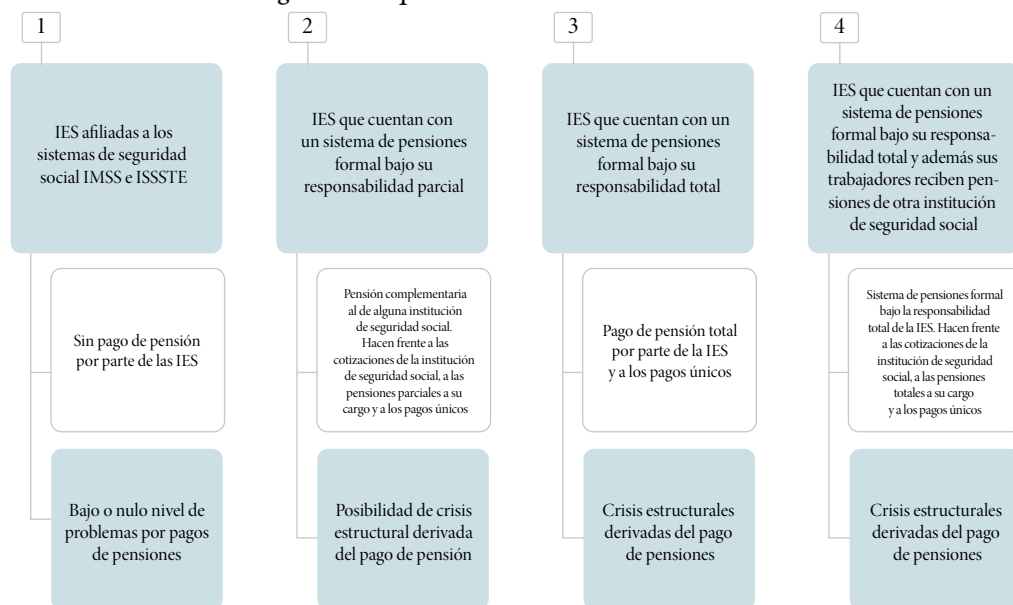 1
IES afiliadas a los
sistemas de seguridad
social IMSS e ISSSTE
Sin pago de pensión
por parte de las IES
Bajo o nulo nivel de
problemas por pagos
de pensiones
2
IES que cuentan con
un sistema de pensiones
formal bajo su
responsabilidad parcial
Pensión complementaria
al de alguna institución
de seguridad social.
Hacen frente a las
cotizaciones de la institución
de seguridad social, a las
pensiones parciales a su
cargo y a los pagos únicos
Posibilidad de crisis
estructural derivada
del pago de pensión
3
IES que cuentan con un
sistema de pensiones
formal bajo su
responsabilidad total
Pago de pensión total
por parte de la IES
y a los pagos únicos
Crisis estructurales
derivadas del pago
de pensiones
4
IES que cuentan con un
sistema de pensiones
formal bajo su responsa-
bilidad total y además sus
trabajadores reciben pen-
siones de otra institución
de seguridad social
Sistema de pensiones formal
bajo la responsabilidad
total de la IES. Hacen frente
a las cotizaciones de la
institución de seguridad
social, a las pensiones
totales a su cargo
y a los pagos únicos
Crisis estructurales
derivadas del pago
de pensiones